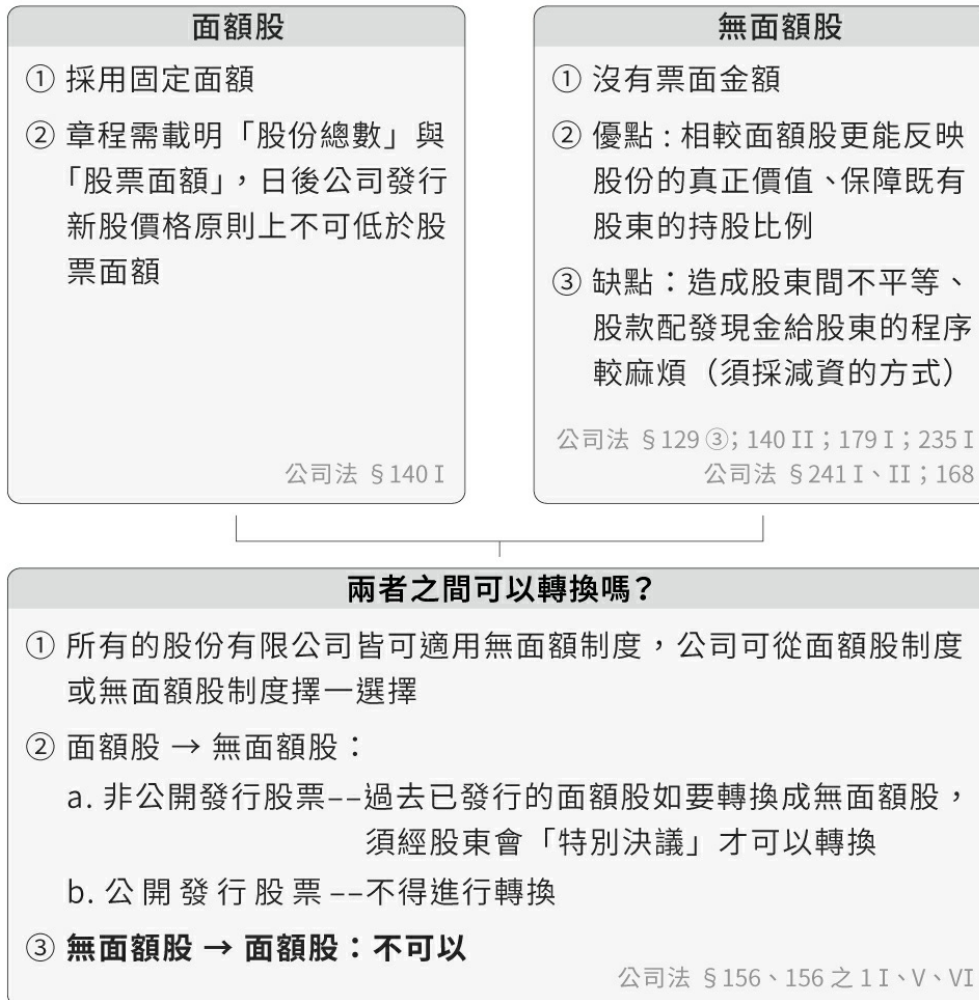 面額股
① 採用固定面額
② 章程需載明「股份總數」與
「股票面額」，日後公司發行
新股價格原則上不可低於股
票面額
公司法 §140 I
無面額股
① 沒有票面金額
② 優點：相較面額股更能反映
股份的真正價值、保障既有
股東的持股比例
③ 缺點：造成股東間不平等、
股款配發現金給股東的程序
較麻煩（須採減資的方式）
公司法 §129 ③；140 II；179 I；235 I
公司法 §241 I、II；168
兩者之間可以轉換嗎？
① 所有的股份有限公司皆可適用無面額制度，公司可從面額股制度
或無面額股制度擇一選擇
② 面額股 → 無面額股：
a. 非公開發行股票--過去已發行的面額股如要轉換成無面額股，
須經股東會「特別決議」才可以轉換
b. 公開發行股票--不得進行轉換
③ 無面額股 → 面額股：不可以
公司法 §156、156 之 1 I、V、VI